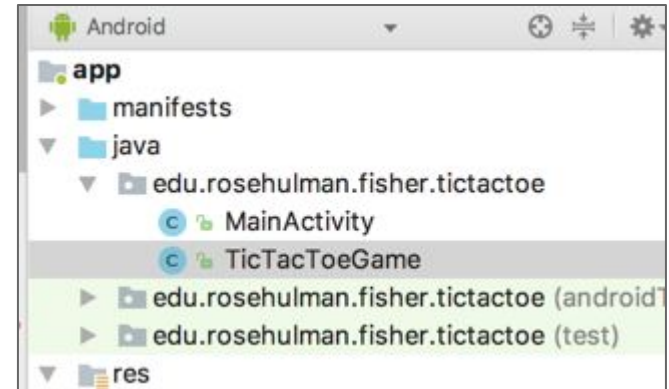 Android
app
manifests
java
edu.rosehulman.fisher.tictactoe
C MainActivity
C TicTacToeGame
edu.rosehulman.fisher.tictactoe (androidT
edu.rosehulman.fisher.tictactoe (test)
res